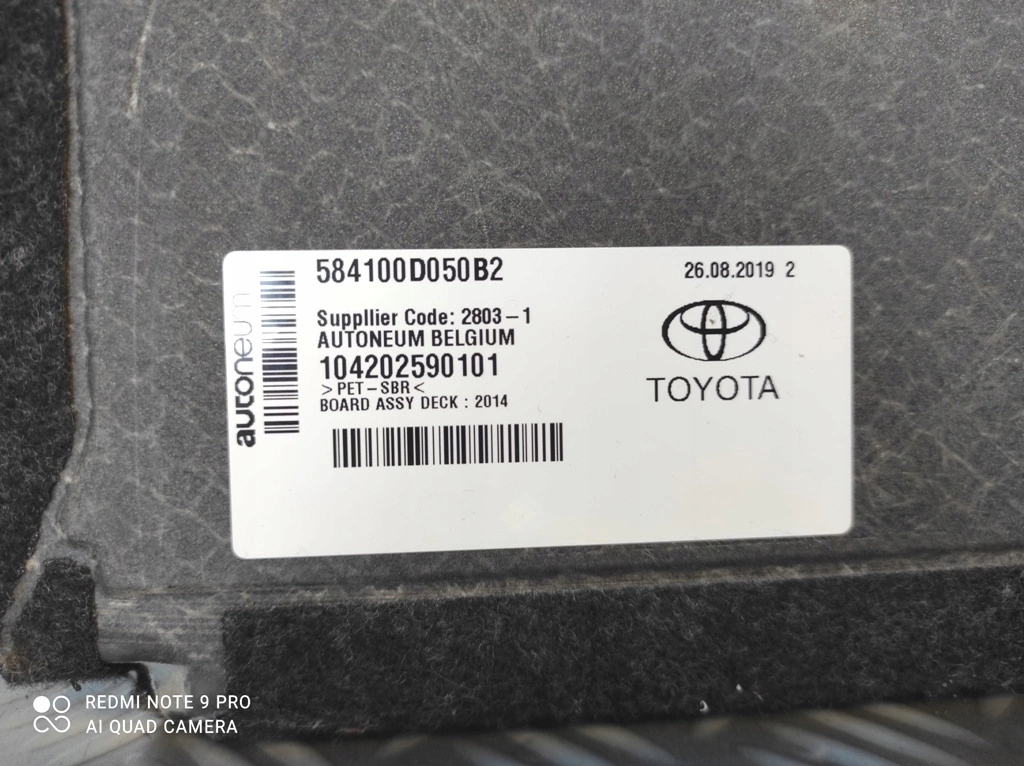 584100D050B2
26.08.2019 2
Suppllier Code: 2803-1
AUTONEUM BELGIUM
104202590101
>PET-SBR<
BOARD ASSY DECK : 2014
autoneum
TOYOTA
REDMI NOTE 9 PRO
AI QUAD CAMERA